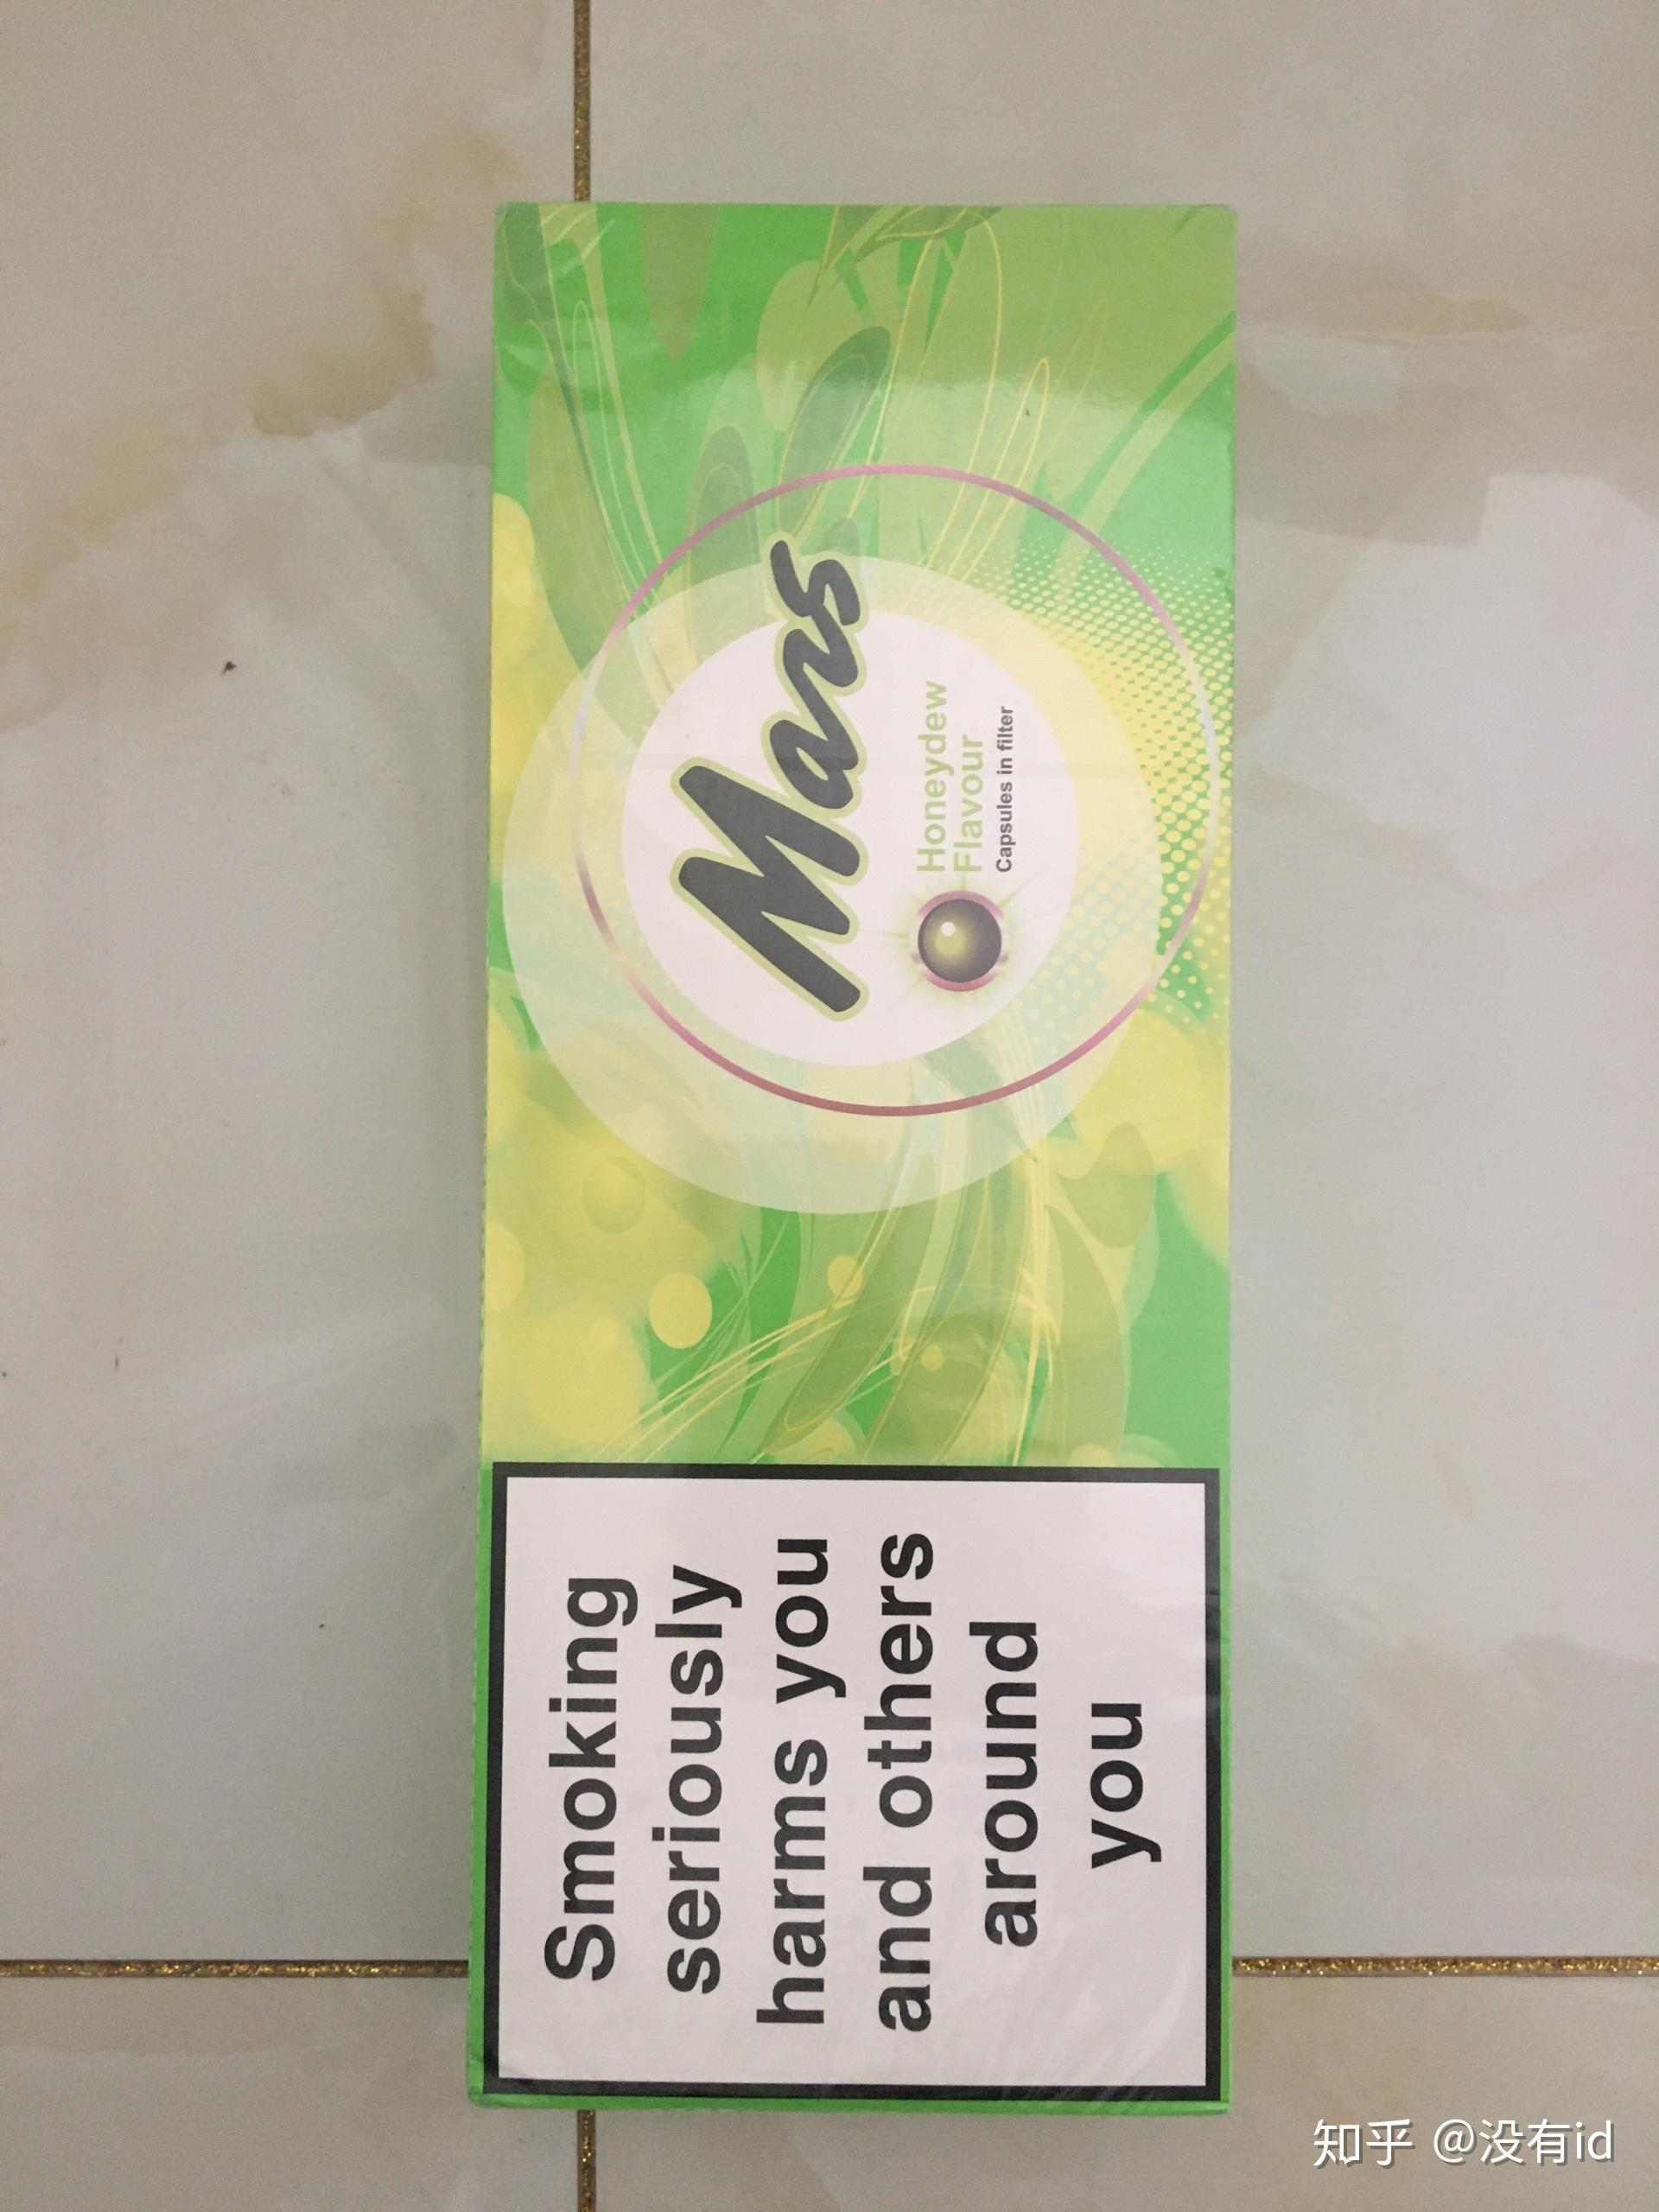 Mans
Honeydew
Flavour
Capsules in filter
Smoking
seriously
harms you
and others
around
you
知乎 @没有id